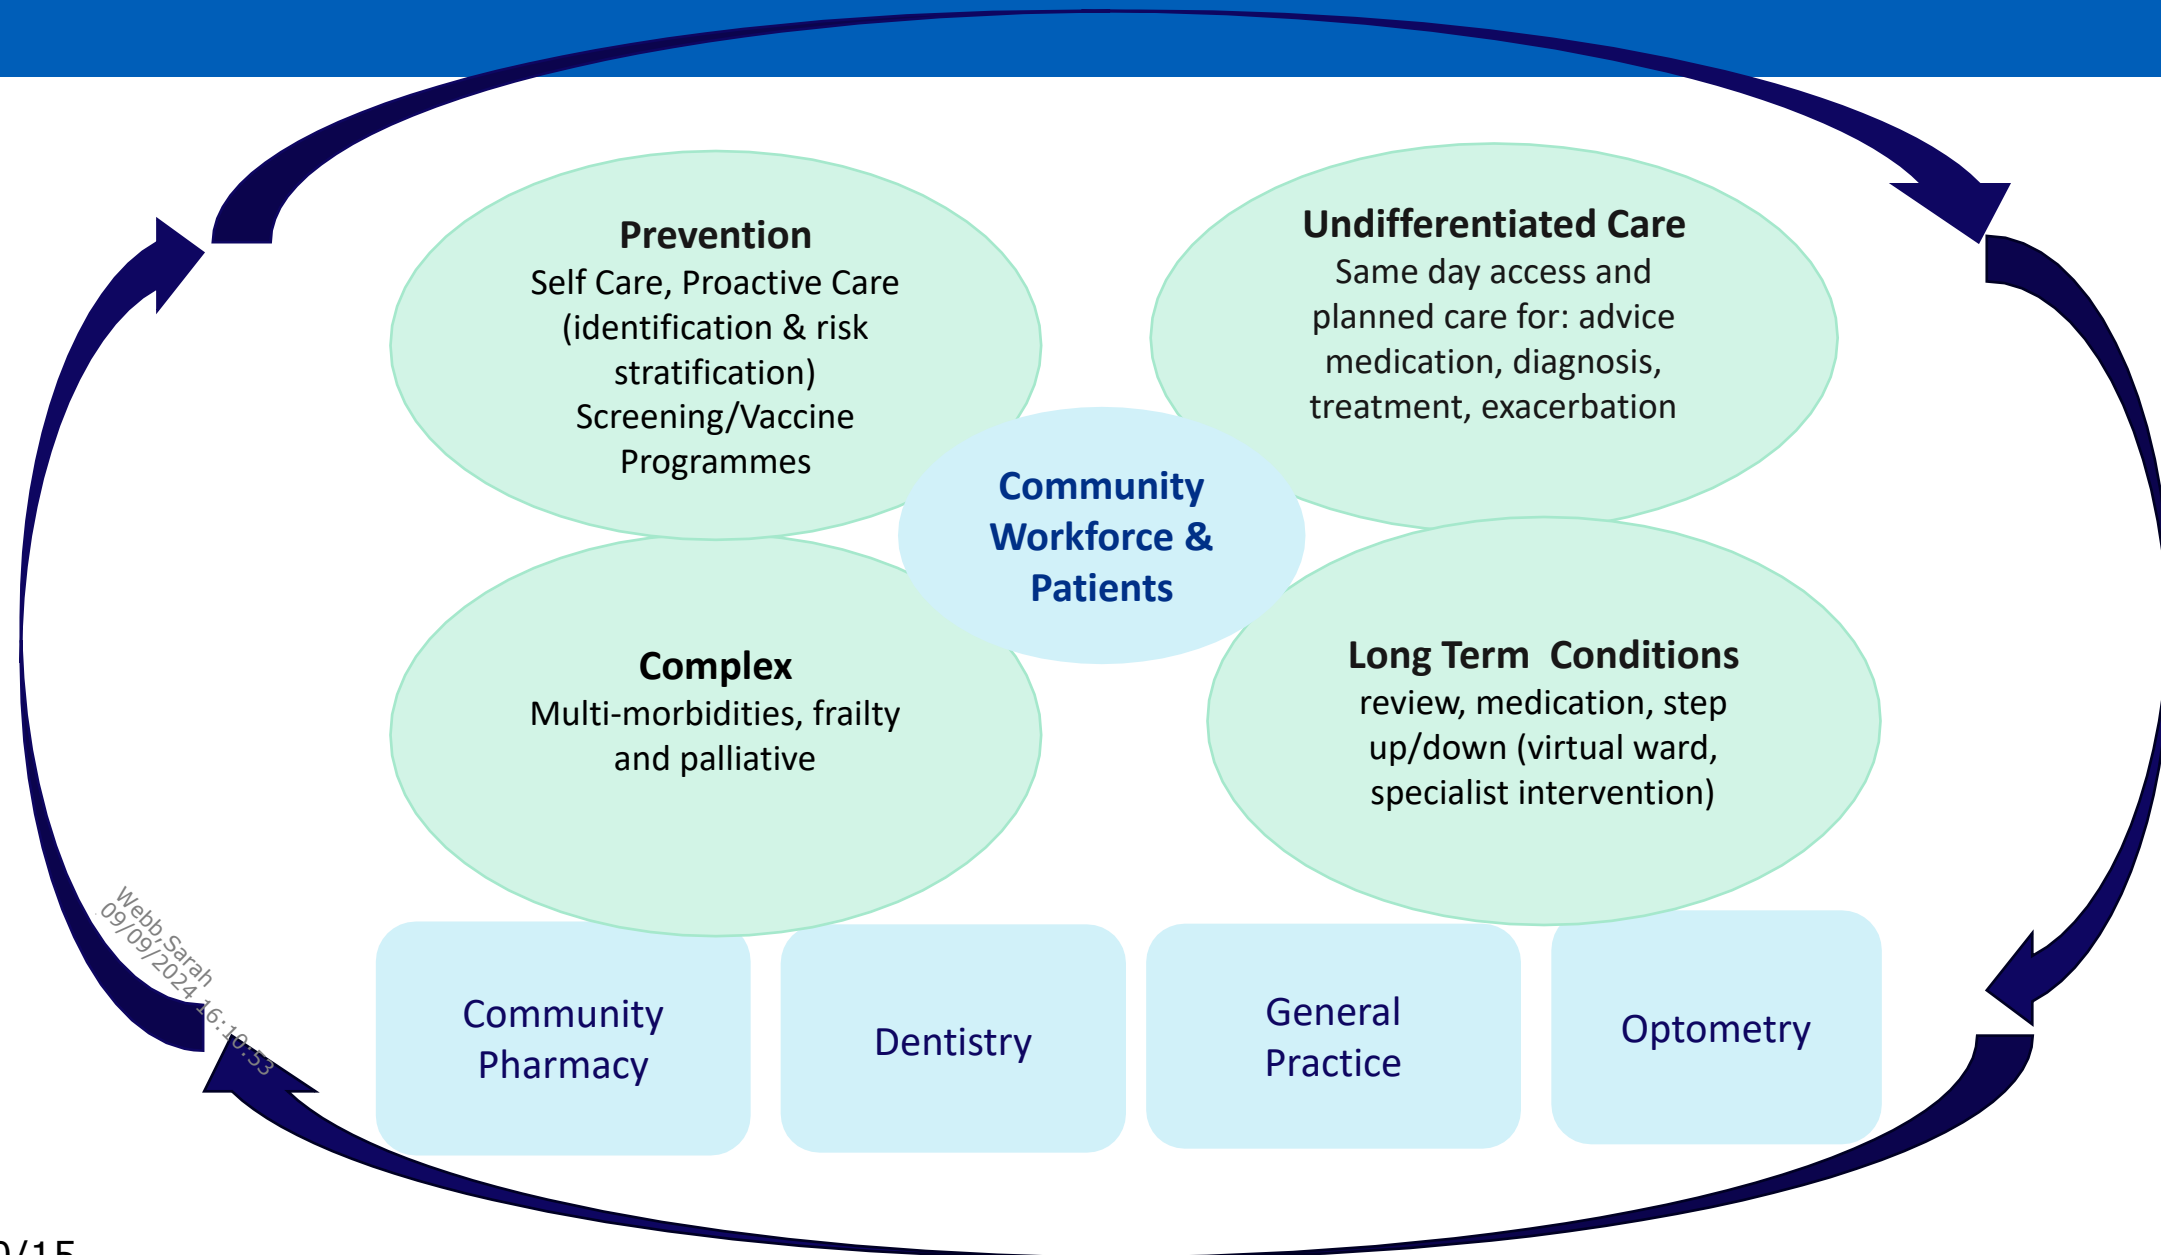 Prevention
Self Care, Proactive Care
(identification & risk
stratification)
Screening/Vaccine
Programmes
Undifferentiated Care
Same day access and
planned care for: advice
medication, diagnosis,
treatment, exacerbation
Community
Workforce &
Patients
Complex
Multi-morbidities, frailty
and palliative
Long Term Conditions
review, medication, step
up/down (virtual ward,
specialist intervention)
Webb,Sarah
09/09/2024 16:10:53
Community
Pharmacy
Dentistry
General
Practice
Optometry